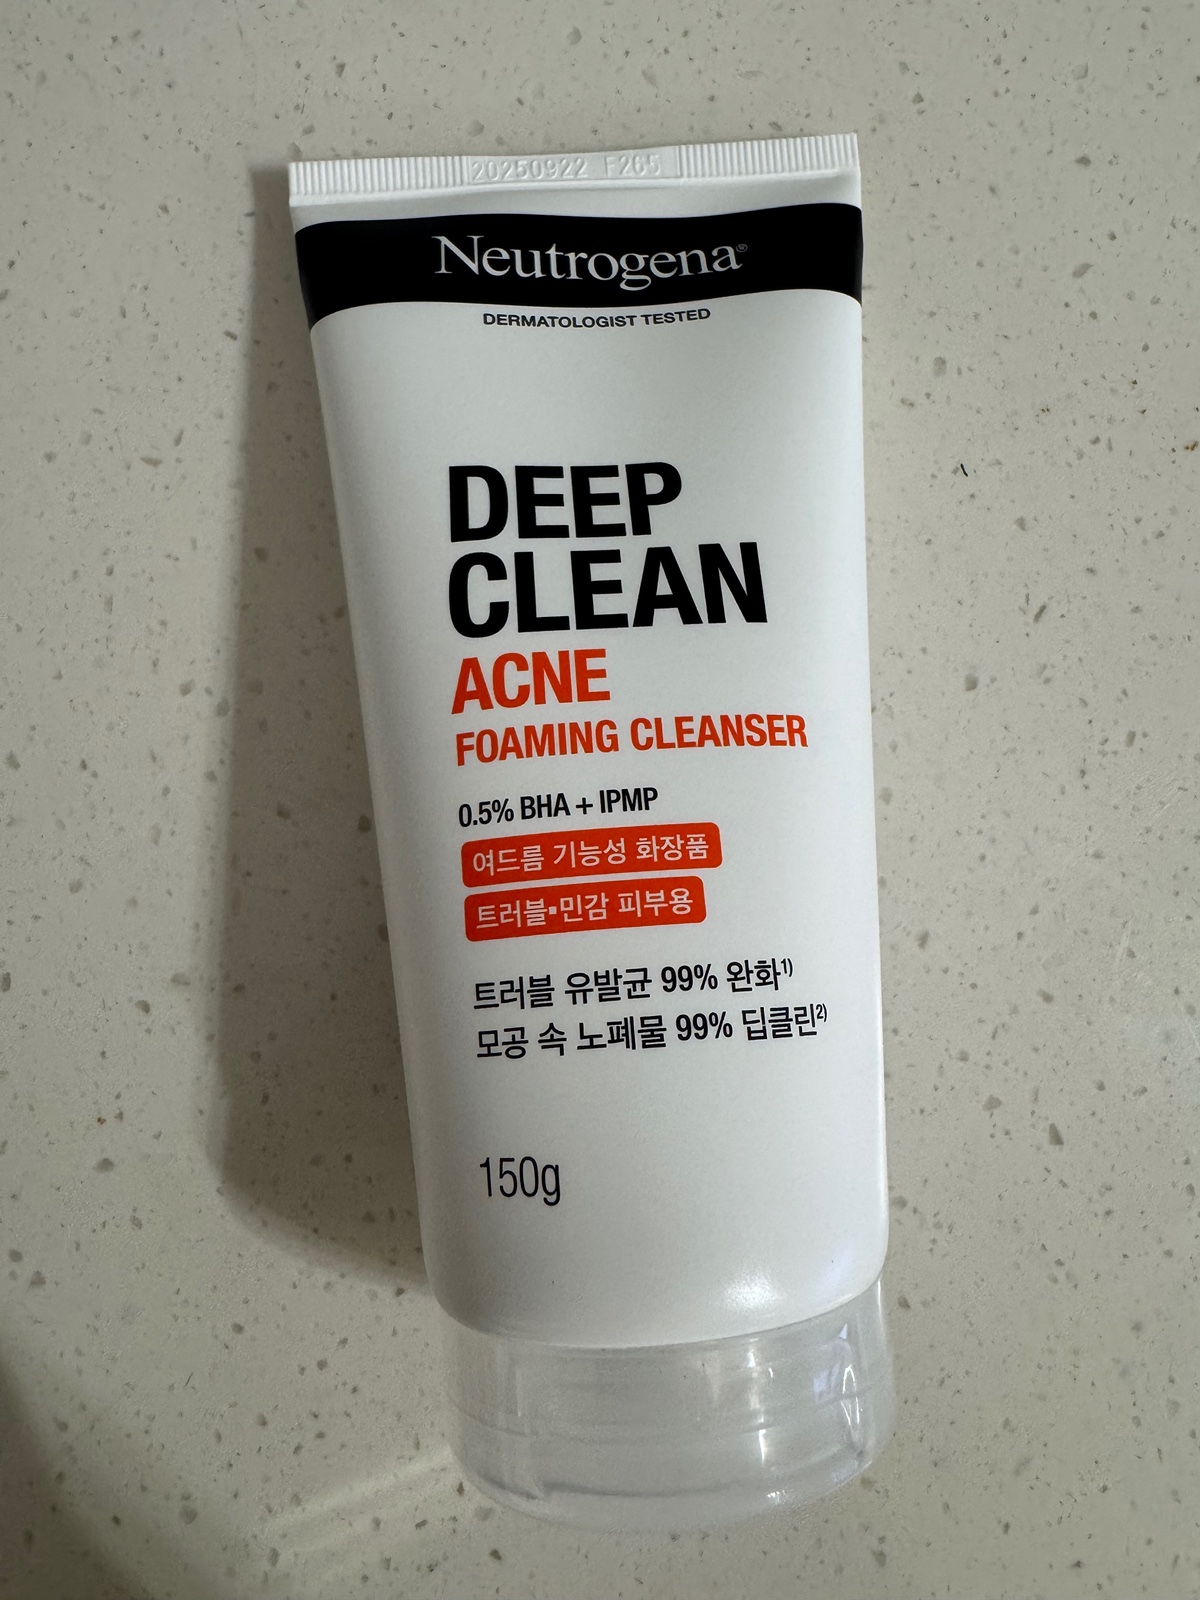 20250922 F265
Neutrogena®
DERMATOLOGIST TESTED
DEEP
CLEAN
ACNE
FOAMING CLEANSER
0.5% BHA + IPMP
여드름 기능성 화장품
트러블▪민감 피부용
트러블 유발균 99% 완화1)
모공 속 노폐물 99% 딥클린2)
150g